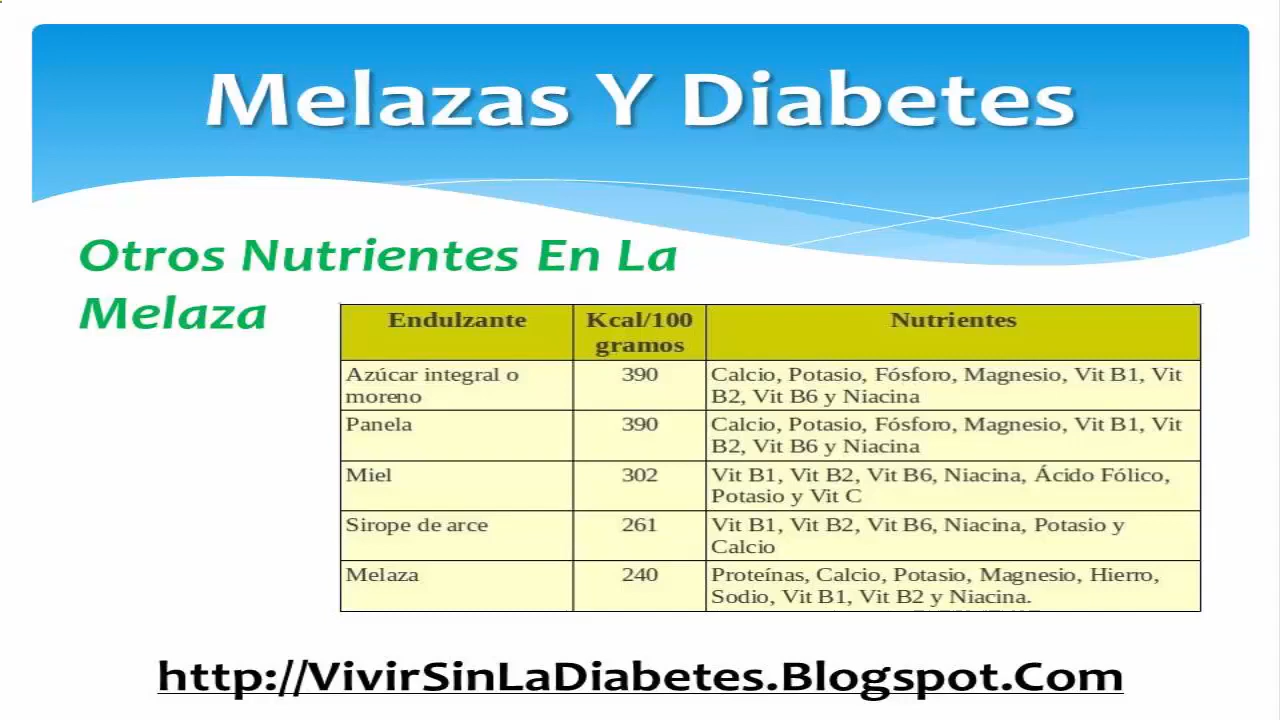 Melazas Y Diabetes
Otros Nutrientes En La
Melaza
Endulzante Kcal/100 Nutrientes
gramos
Azúcar integral o 390 Calcio, Potasio, Fósforo, Magnesio, Vit B1, Vit
moreno B2, Vit B6 y Niacina
Panela 390 Calcio, Potasio, Fósforo, Magnesio, Vit B1, Vit
B2, Vit B6 y Niacina
Miel 302 Vit B1, Vit B2, Vit B6, Niacina, Ácido Fólico,
Potasio y Vit C
Sirope de arce 261 Vit B1, Vit B2, Vit B6, Niacina, Potasio y
Calcio
Melaza 240 Proteínas, Calcio, Potasio, Magnesio, Hierro,
Sodio, Vit B1, Vit B2 y Niacina.
http://VivirSinLaDiabetes.Blogspot.Com